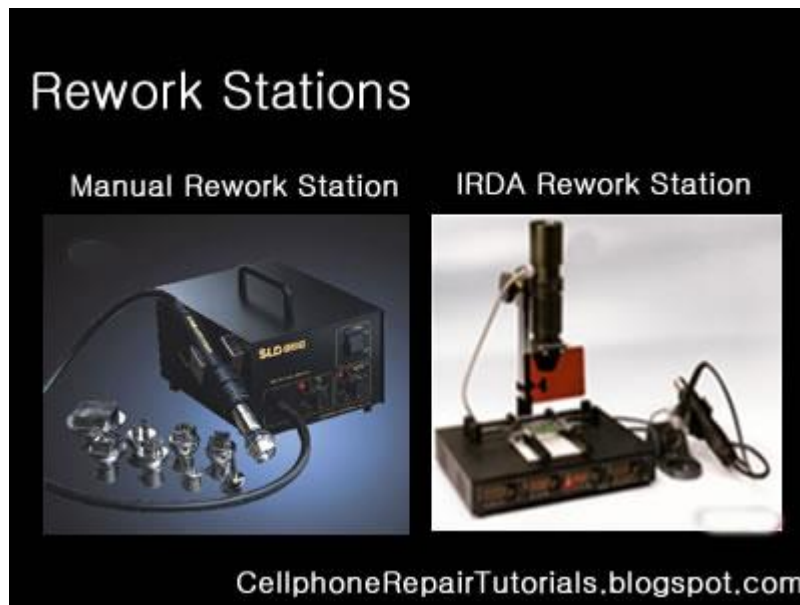 Rework Stations
Manual Rework Station
IRDA Rework Station
CellphoneRepairTutorials.blogspot.com